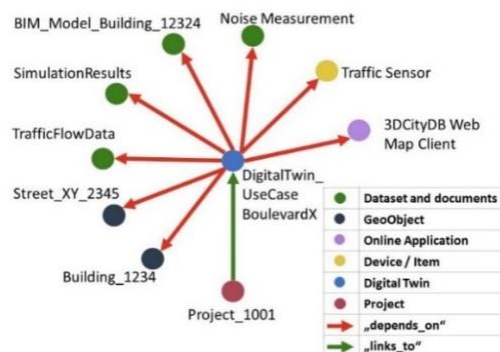 BIM_Model_Building_12324
Noise Measurement
SimulationResults
Traffic Sensor
TrafficFlowData
3DCityDB Web
Map Client
Street_XY_2345
DigitalTwin_
UseCase
BoulevardX
Building_1234
Project_1001
Dataset and documents
GeoObject
Online Application
Device / Item
Digital Twin
Project
„depends_on“
„links_to“